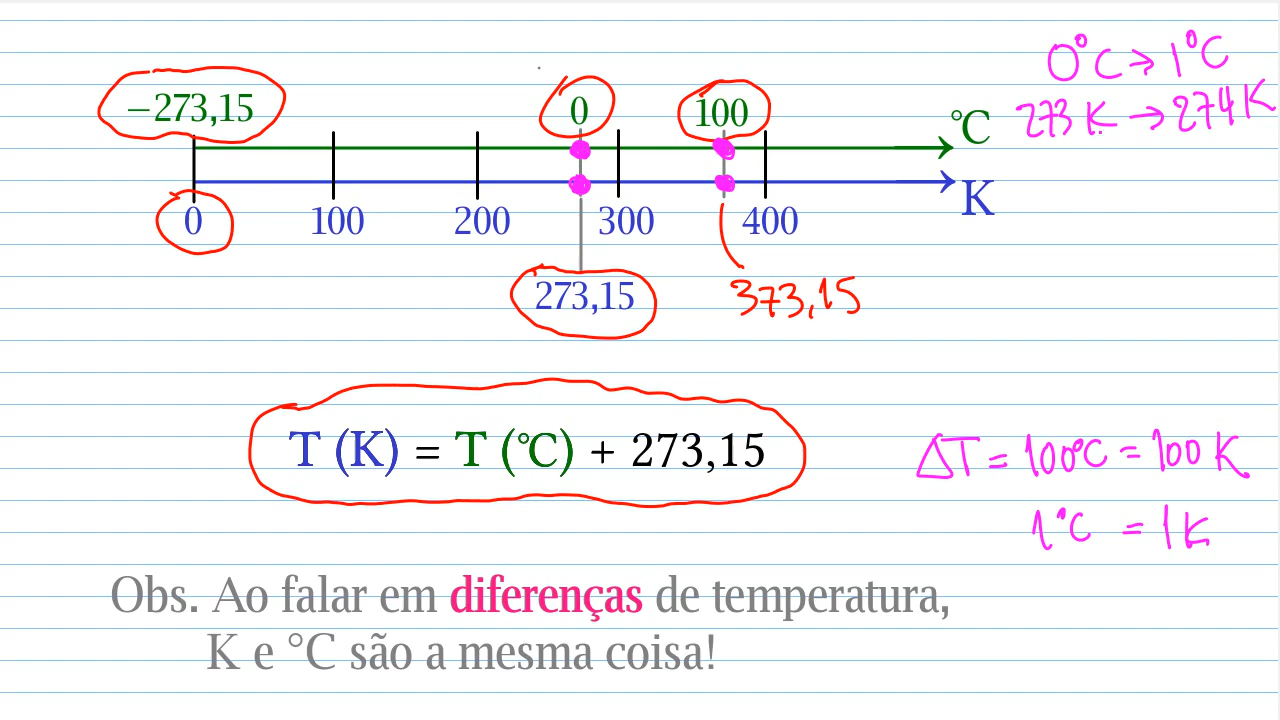 0°C → 1°C
−273,15 0 100 °C
273 K → 274 K
K
0 100 200 300 400
273,15 373,15
T (K) = T (°C) + 273,15
ΔT = 100°C = 100 K
1°C = 1 K
Obs. Ao falar em diferenças de temperatura,
K e °C são a mesma coisa!